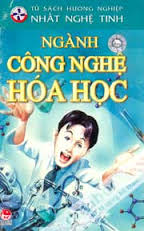 TỦ SÁCH HƯỚNG NGHIỆP
NHẤT NGHỆ TINH
NGÀNH
CÔNG NGHỆ
HÓA HỌC